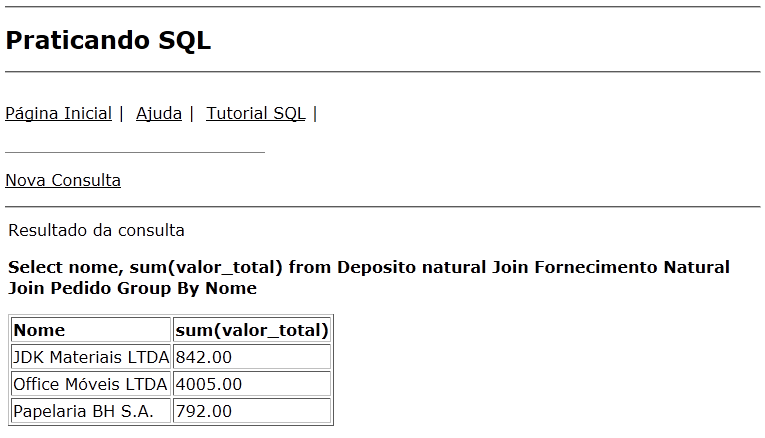 Praticando SQL
Página Inicial | Ajuda | Tutorial SQL |
Nova Consulta
Resultado da consulta
Select nome, sum(valor_total) from Deposito natural Join Fornecimento Natural
Join Pedido Group By Nome
Nome sum(valor_total)
JDK Materiais LTDA 842.00
Office Móveis LTDA 4005.00
Papelaria BH S.A. 792.00